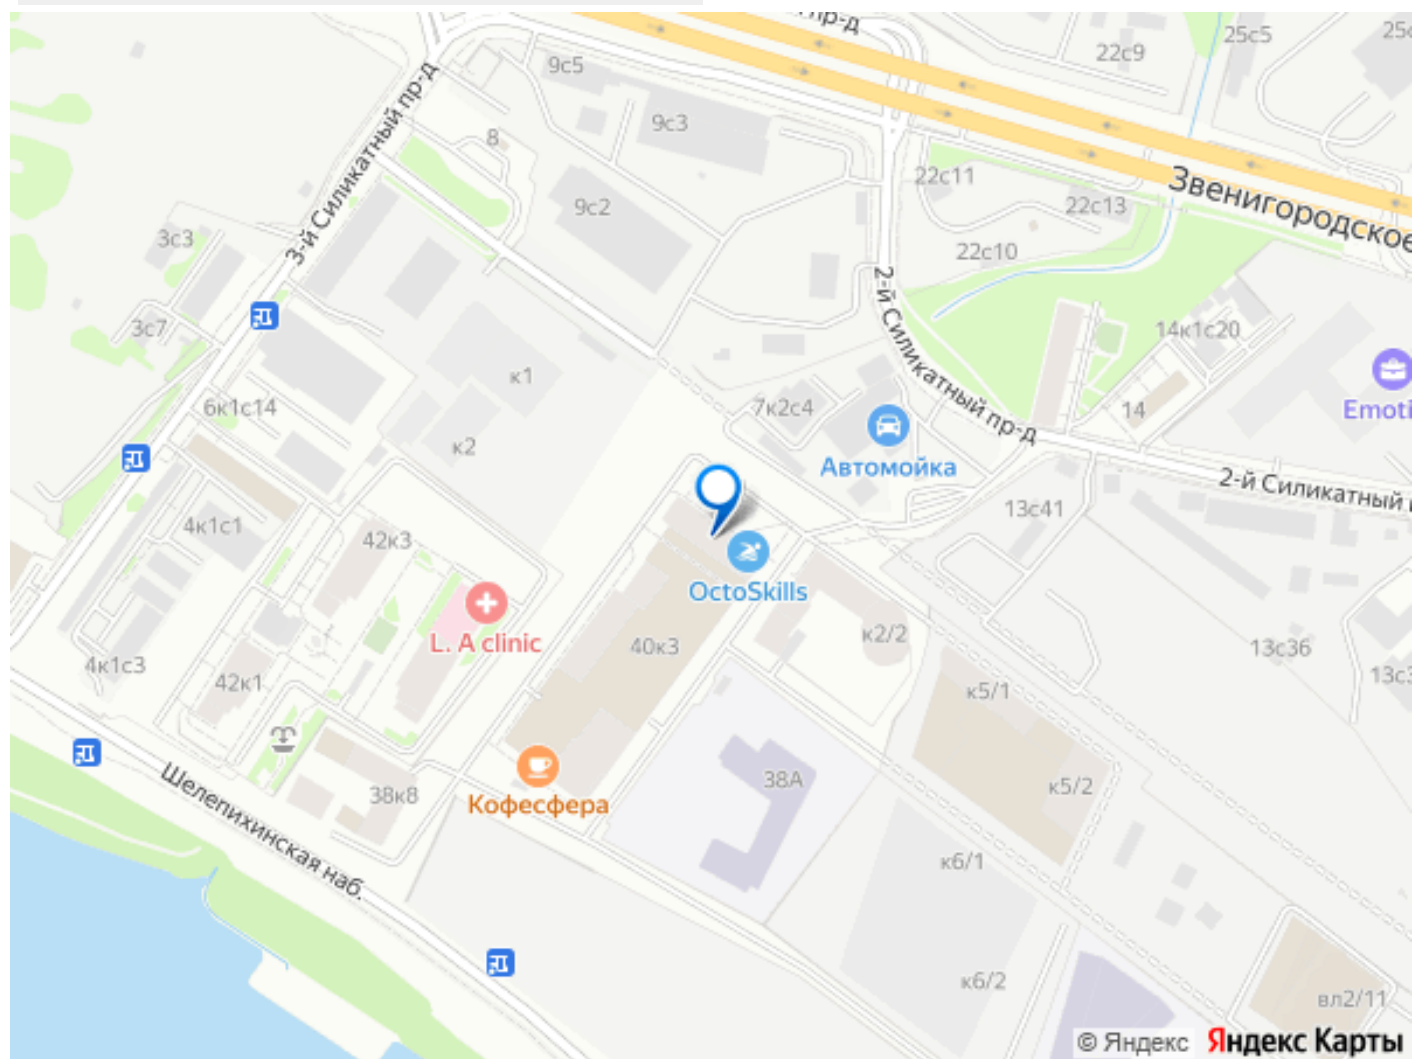 пр-д
25с5
22с9
9с5
9с3
3-й Силикатный пр-д
8
22с11
Звенигородское
9с2
22с13
3с3
22с10
2-й Силикатный пр-д
3с7
14к1с20
к1
6к1с14
7к2с4
14
Emoti
к2
Автомойка
2-й Силикатный
4к1с1
13с41
42к3
OctoSkills
L. A clinic
40к3
к2/2
13с36
4к1с3
42к1
к5/1
38А
к5/2
38к8
Кофесфера
Шелепихинская наб.
к6/1
к6/2
вл2/11
© Яндекс Яндекс Карты